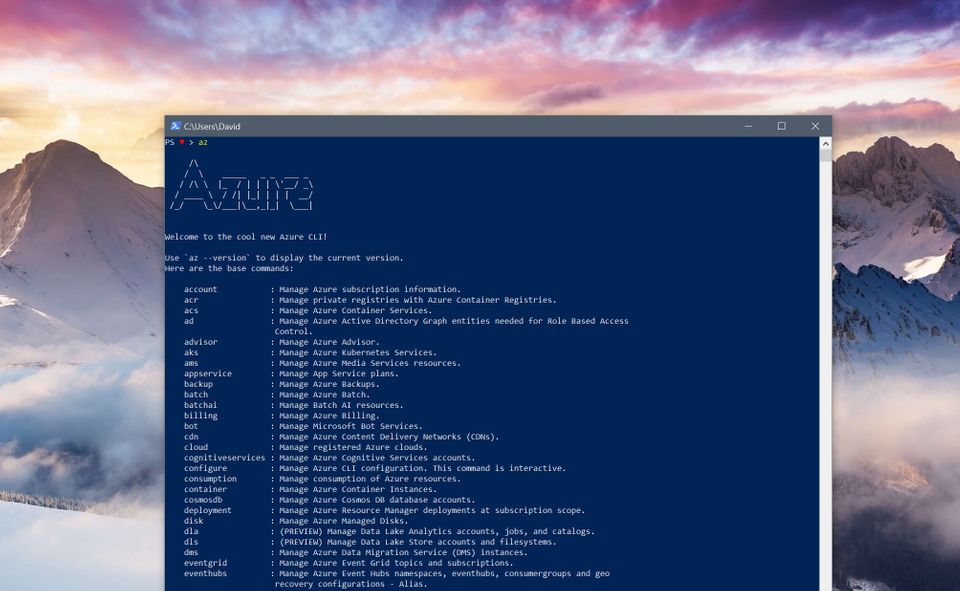 C:\Users\David
PS ♥ > az
Azure
Welcome to the cool new Azure CLI!
Use `az --version` to display the current version.
Here are the base commands:
account : Manage Azure subscription information.
acr : Manage private registries with Azure Container Registries.
acs : Manage Azure Container Services.
ad : Manage Azure Active Directory Graph entities needed for Role Based Access
Control.
advisor : Manage Azure Advisor.
aks : Manage Azure Kubernetes Services.
ams : Manage Azure Media Services resources.
appservice : Manage App Service plans.
backup : Manage Azure Backups.
batch : Manage Azure Batch.
batchai : Manage Batch AI resources.
billing : Manage Azure Billing.
bot : Manage Microsoft Bot Services.
cdn : Manage Azure Content Delivery Networks (CDNs).
cloud : Manage registered Azure clouds.
cognitiveservices : Manage Azure Cognitive Services accounts.
configure : Manage Azure CLI configuration. This command is interactive.
consumption : Manage consumption of Azure resources.
container : Manage Azure Container Instances.
cosmosdb : Manage Azure Cosmos DB database accounts.
deployment : Manage Azure Resource Manager deployments at subscription scope.
disk : Manage Azure Managed Disks.
dla : (PREVIEW) Manage Data Lake Analytics accounts, jobs, and catalogs.
dls : (PREVIEW) Manage Data Lake Store accounts and filesystems.
dms : Manage Azure Data Migration Service (DMS) instances.
eventgrid : Manage Azure Event Grid topics and subscriptions.
eventhubs : Manage Azure Event Hubs namespaces, eventhubs, consumergroups and geo
recovery configurations - Alias.